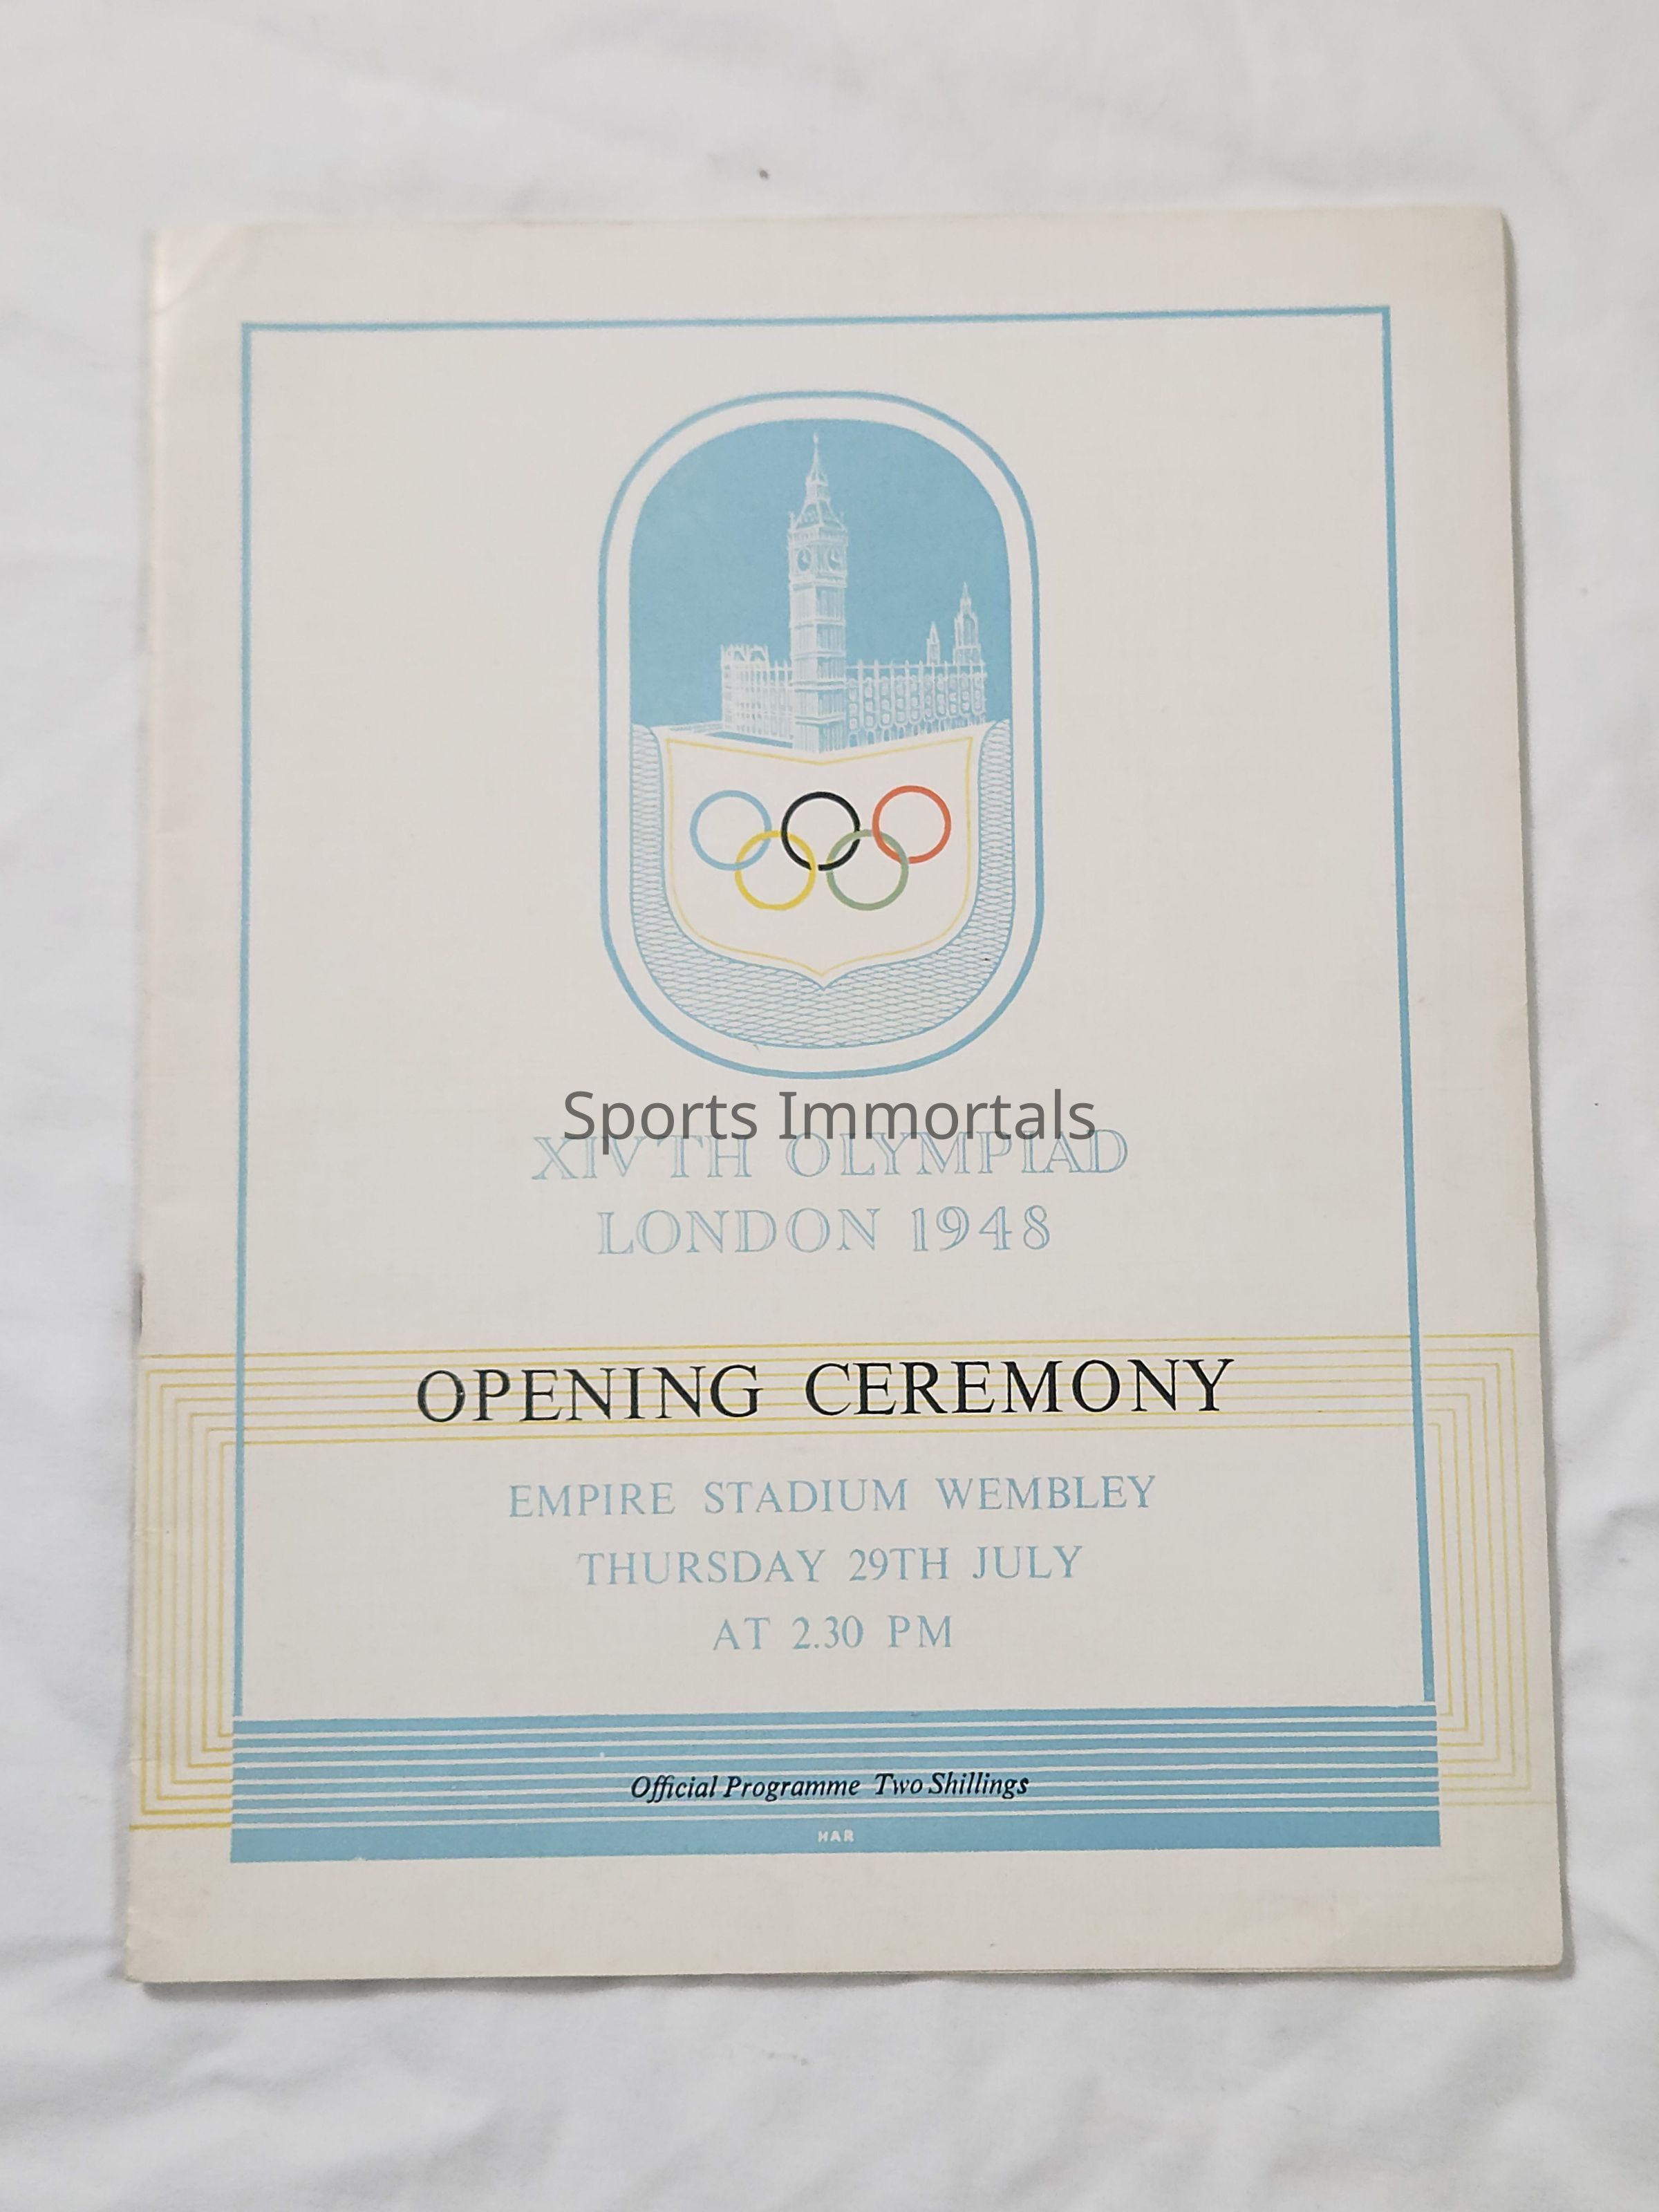 Sports Immortals
XIVTH OLYMPIAD
LONDON 1948
OPENING CEREMONY
EMPIRE STADIUM WEMBLEY
THURSDAY 29TH JULY
AT 2.30 PM
Official Programme Two Shillings
HAR